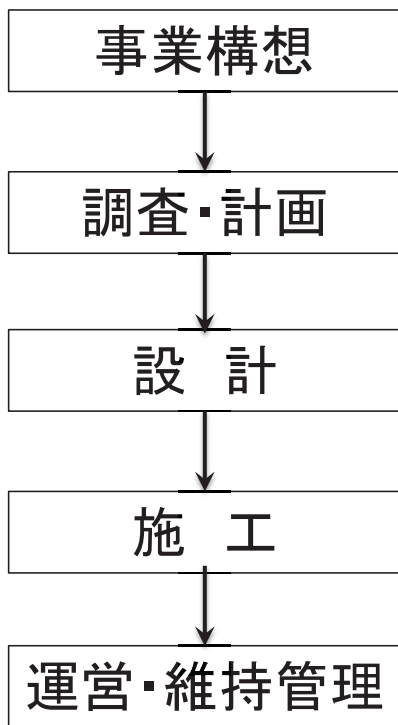 事業構想
調査・計画
設　計
施　工
運営・維持管理